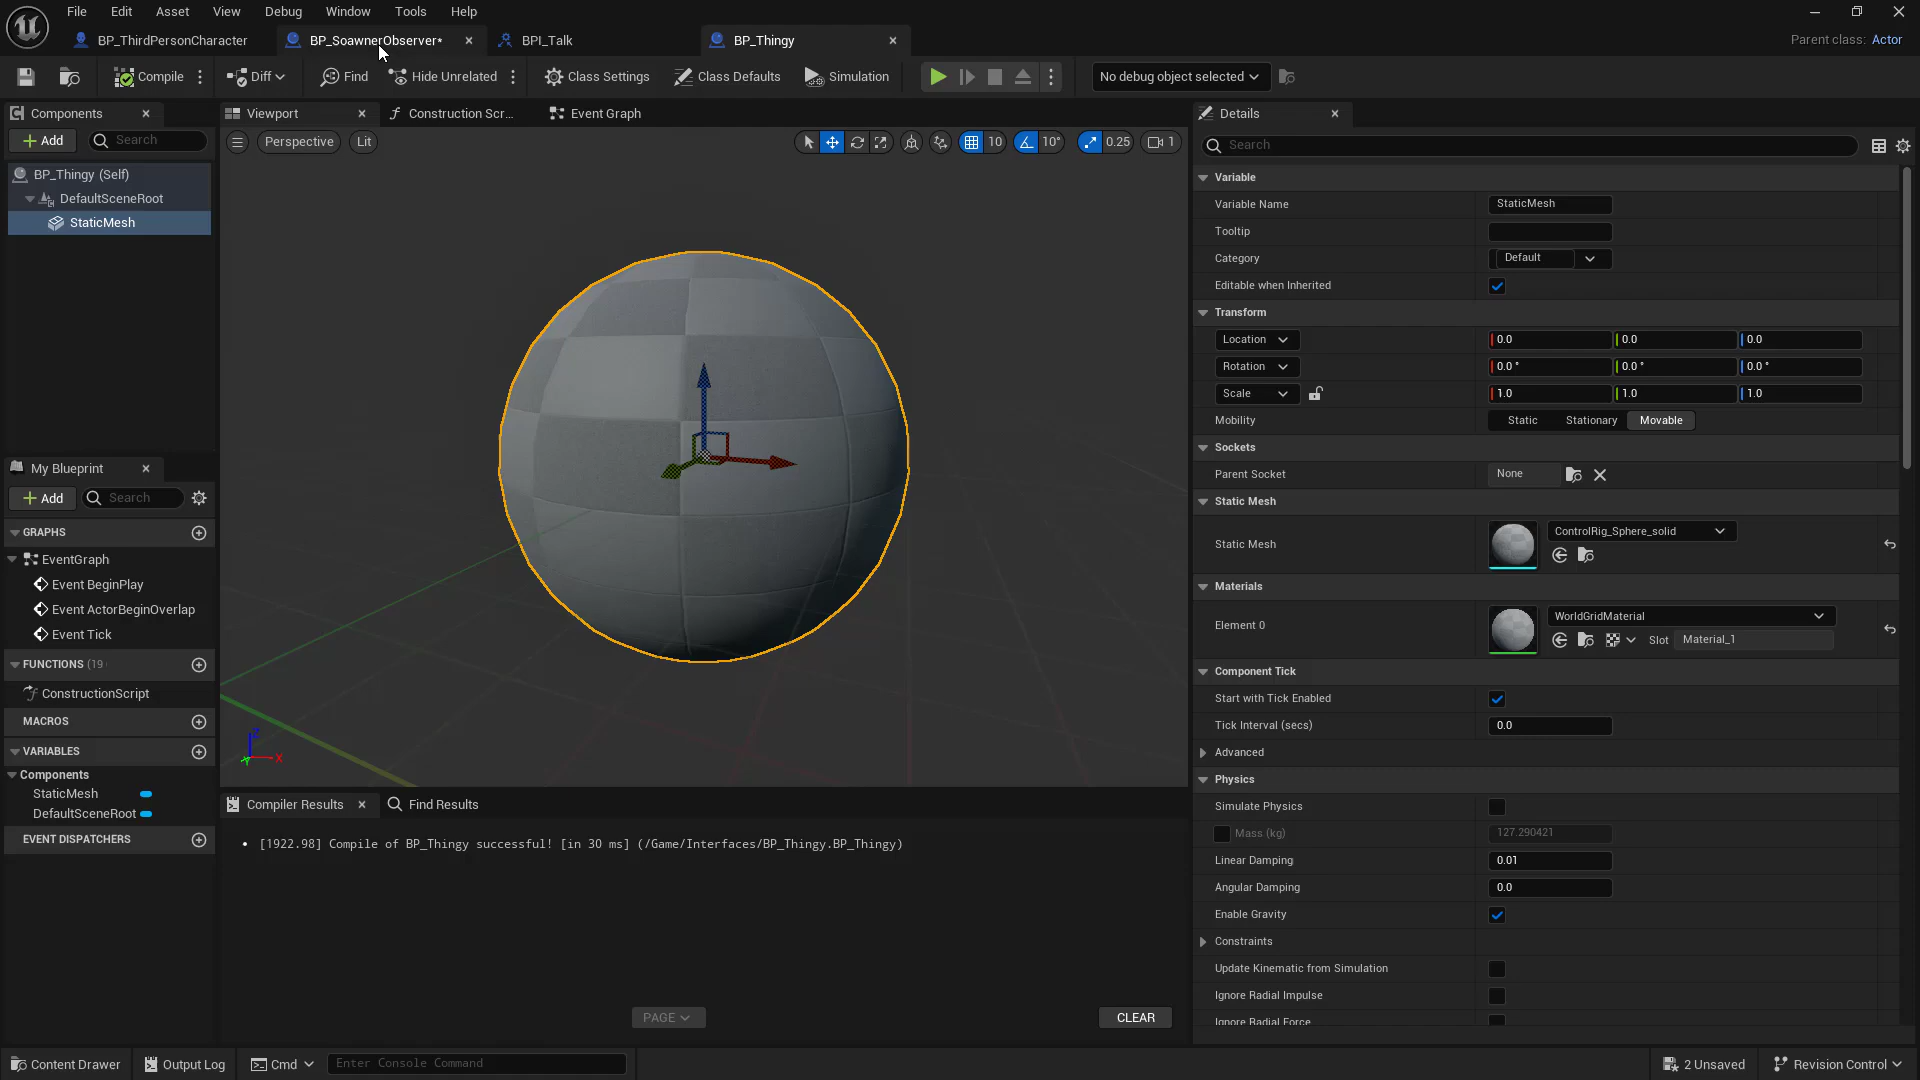 File Edit Asset View Debug Window Tools Help
BP_ThirdPersonCharacter BP_SoawnerObserver* BPI_Talk BP_Thingy Parent class: Actor
Compile Diff Find Hide Unrelated Class Settings Class Defaults Simulation No debug object selected
Components
Add Search
BP_Thingy (Self)
DefaultSceneRoot
StaticMesh
My Blueprint
Add Search
GRAPHS
EventGraph
Event BeginPlay
Event ActorBeginOverlap
Event Tick
FUNCTIONS (19
ConstructionScript
MACROS
VARIABLES
Components
StaticMesh
DefaultSceneRoot
EVENT DISPATCHERS
Viewport Construction Scr... Event Graph
Perspective Lit 10 10° 0.25 1
Z
X
Y
Compiler Results Find Results
• [1922.98] Compile of BP_Thingy successful! [in 30 ms] (/Game/Interfaces/BP_Thingy.BP_Thingy)
PAGE CLEAR
Details
Search
Variable
Variable Name StaticMesh
Tooltip
Category Default
Editable when Inherited
Transform
Location 0.0 0.0 0.0
Rotation 0.0 ° 0.0 ° 0.0 °
Scale 1.0 1.0 1.0
Mobility Static Stationary Movable
Sockets
Parent Socket None
Static Mesh
Static Mesh ControlRig_Sphere_solid
Materials
Element 0 WorldGridMaterial
Slot Material_1
Component Tick
Start with Tick Enabled
Tick Interval (secs) 0.0
Advanced
Physics
Simulate Physics
Mass (kg) 127.290421
Linear Damping 0.01
Angular Damping 0.0
Enable Gravity
Constraints
Update Kinematic from Simulation
Ignore Radial Impulse
Ignore Radial Force
Content Drawer Output Log Cmd Enter Console Command 2 Unsaved Revision Control